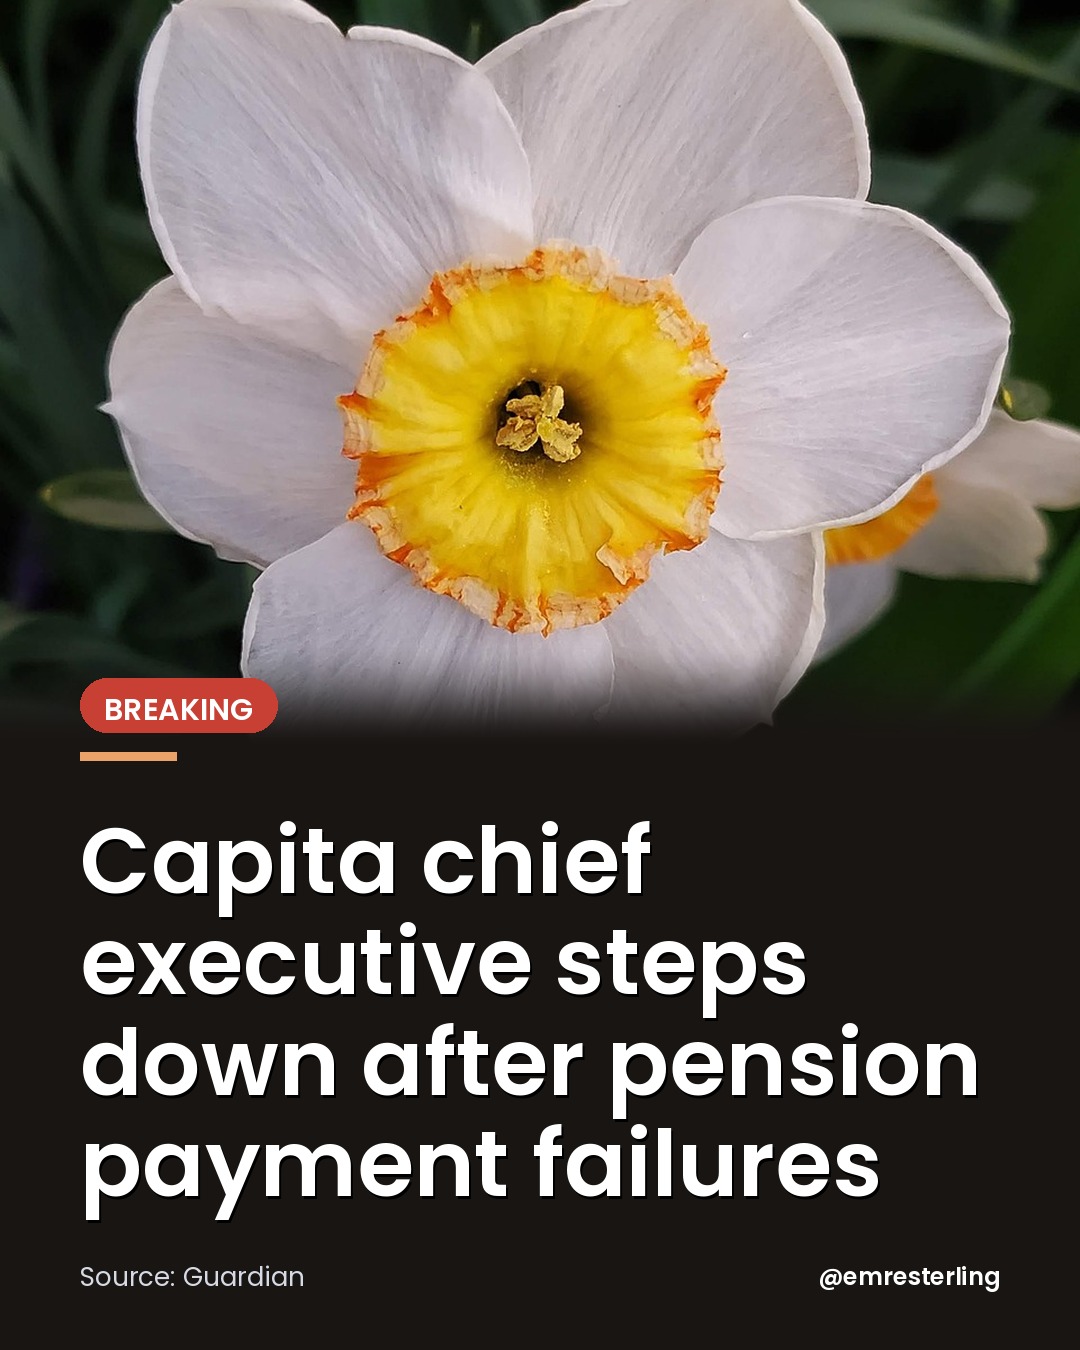 BREAKING
Capita chief
executive steps
down after pension
payment failures
Source: Guardian
@emresterling